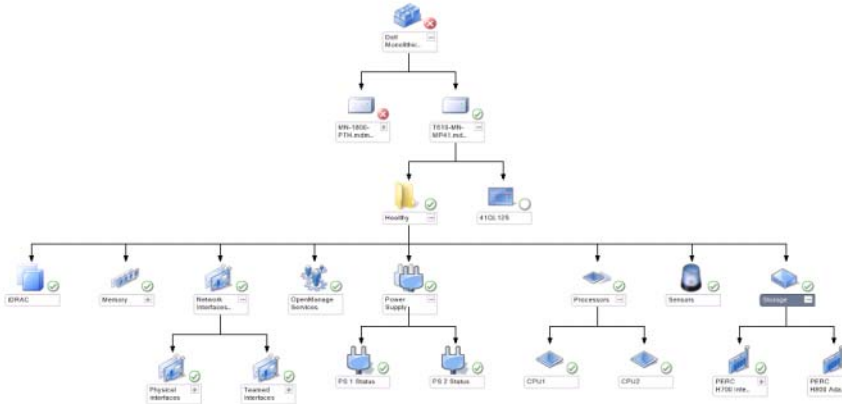 Dell
Monolithic..
MN-1800-
PTH.mdm..
T610-MN-
MP41.md..
Healthy
iDRAC
Memory
Network
Interfaces..
OpenManage
Services
Power
Supply
Processors
Sensors
Storage
Physical
Interfaces
Teamed
Interfaces
PS 1 Status
PS 2 Status
CPU1
CPU2
PERC
H700 Inte..
PERC
H800 Ada..